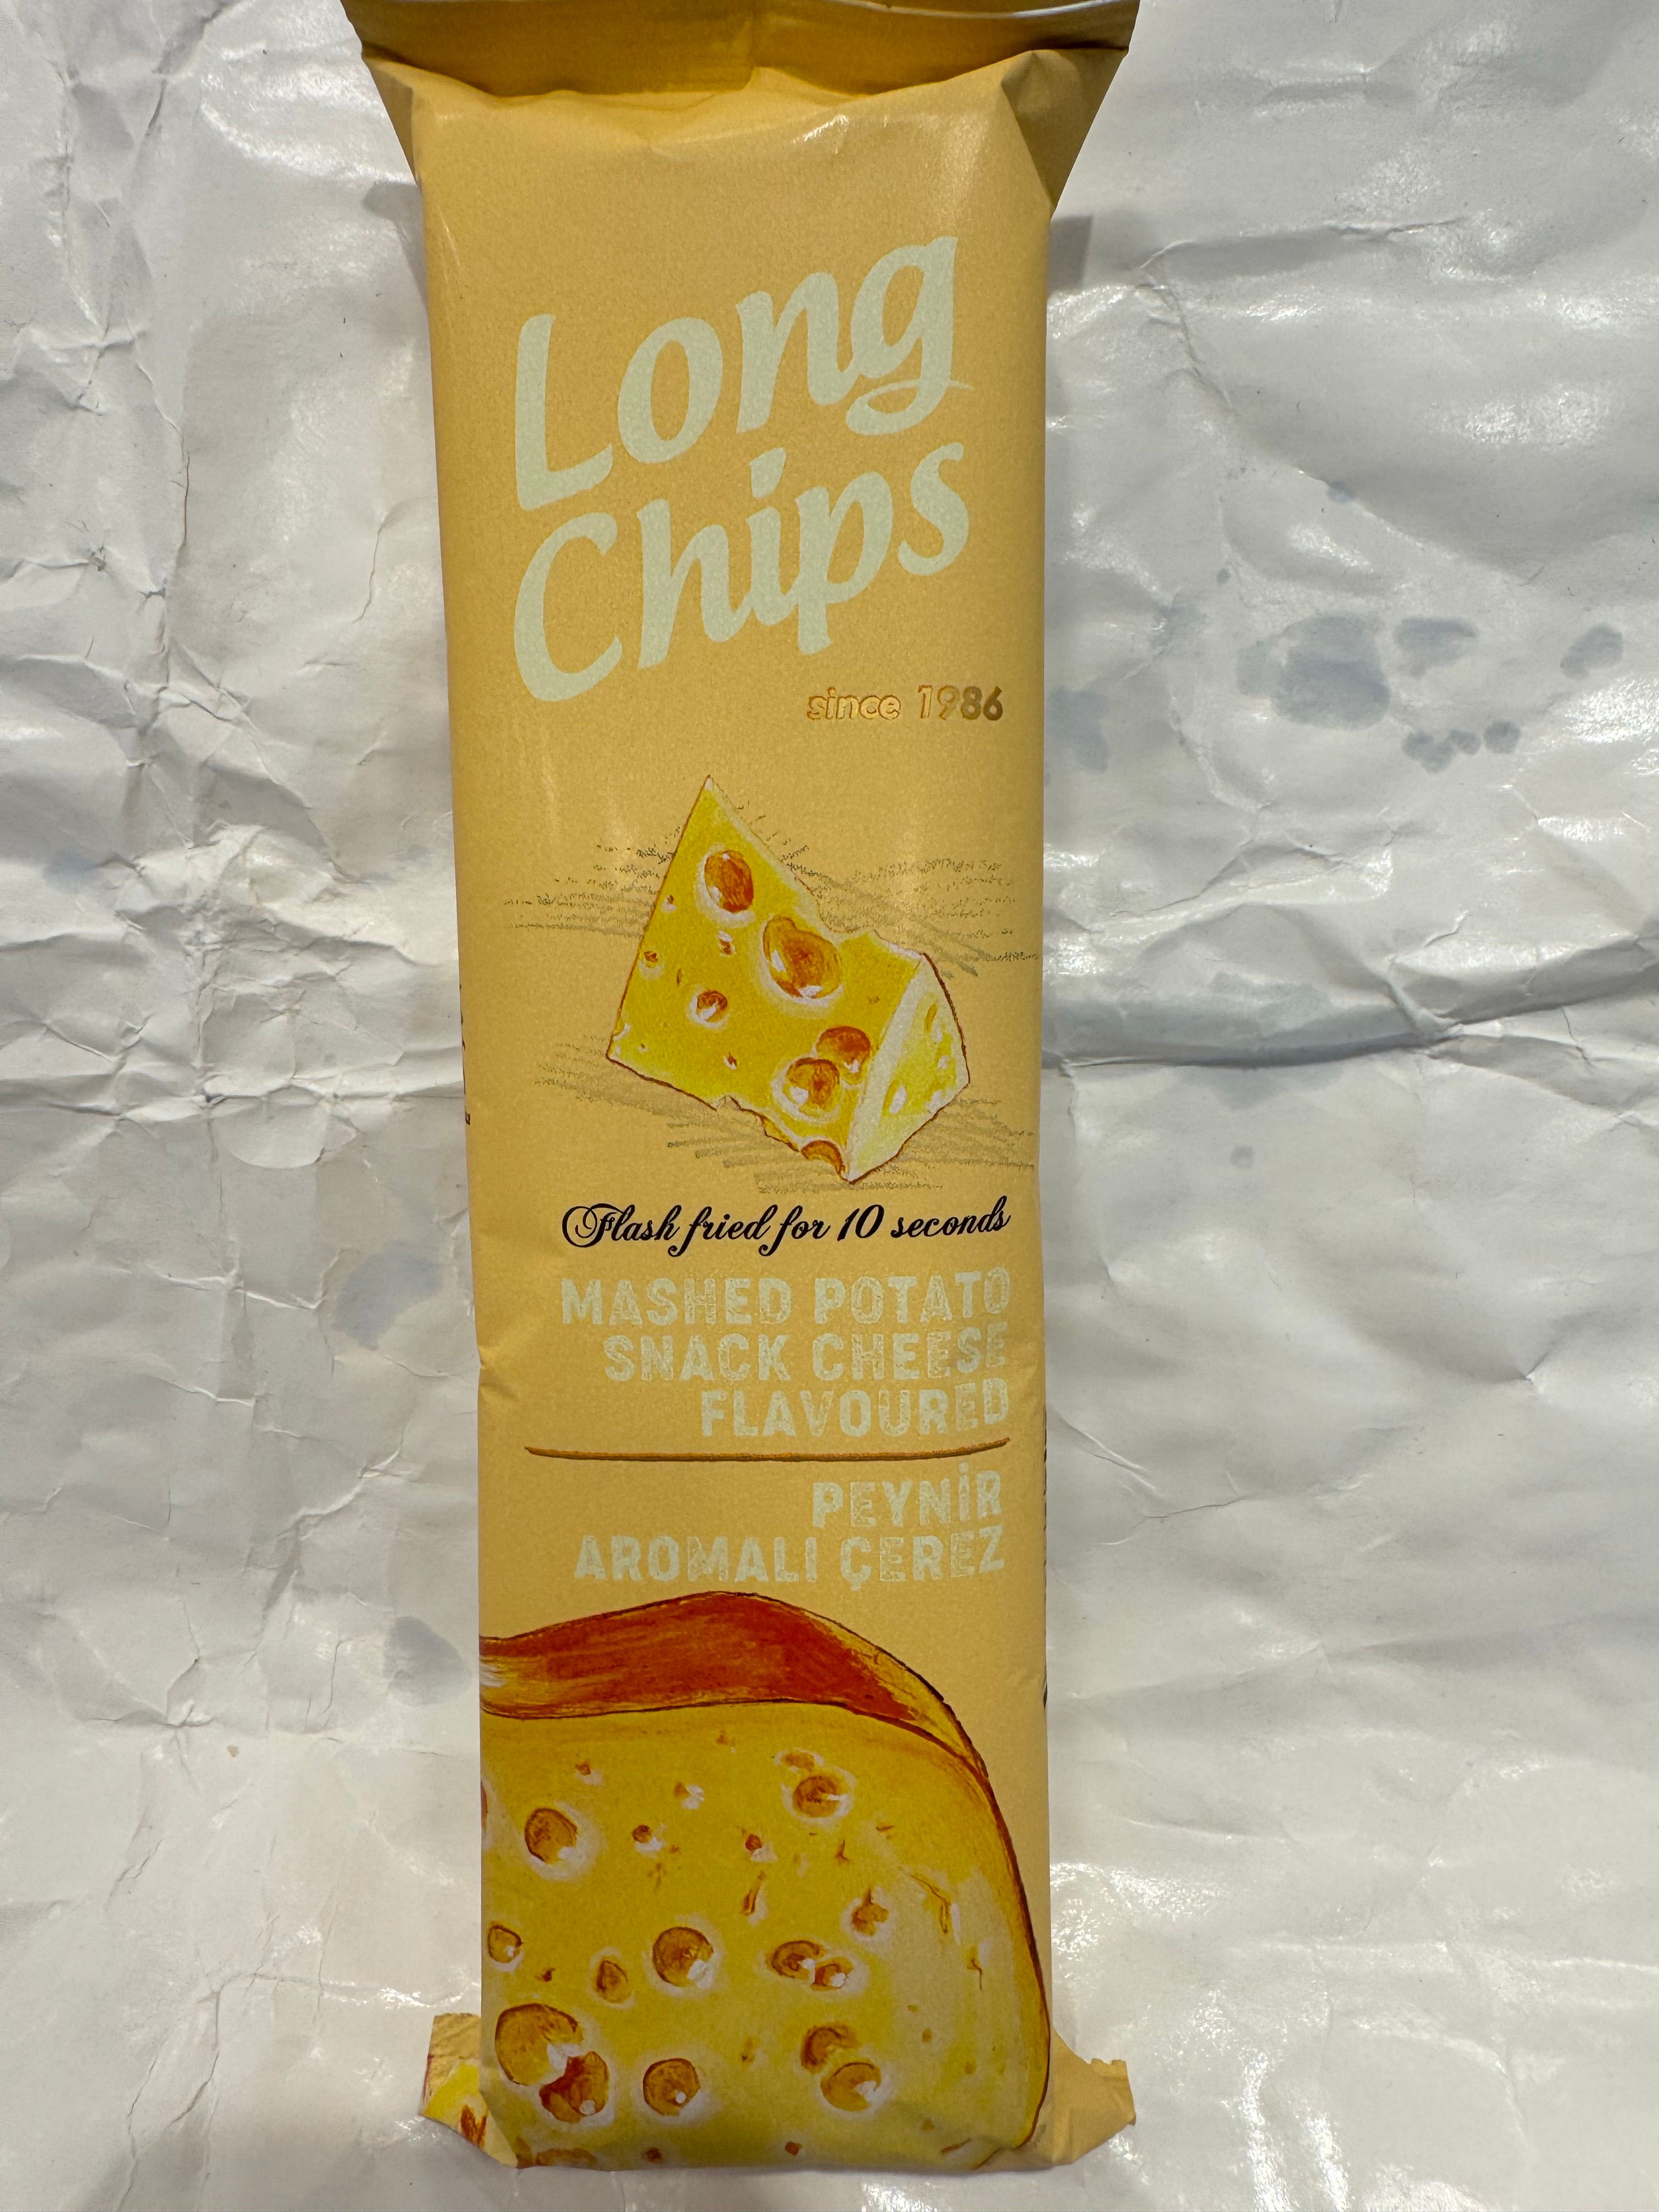 Long
Chips
since 1986
Flash fried for 10 seconds
MASHED POTATO
SNACK CHEESE
FLAVOURED
PEYNİR
AROMALI ÇEREZ